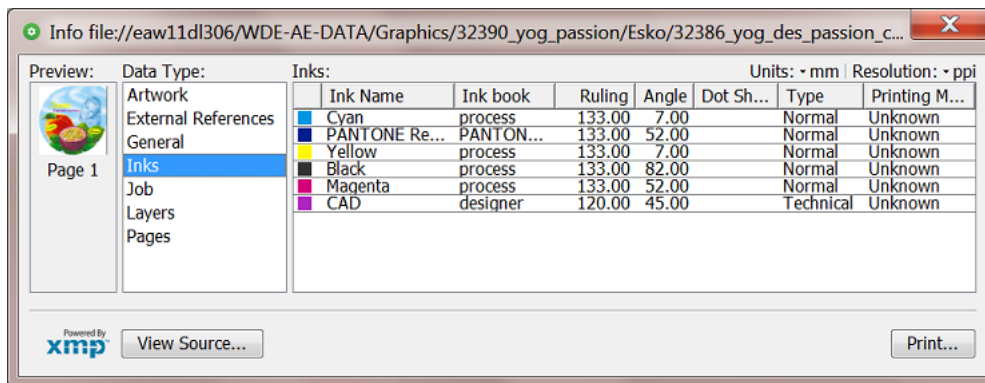 Info file://eaw11dl306/WDE-AE-DATA/Graphics/32390_yog_passion/Esko/32386_yog_des_passion_c...
Preview: Data Type: Inks: Units: mm Resolution: ppi
Page 1
Artwork
External References
General
Inks
Job
Layers
Pages
Ink Name Ink book Ruling Angle Dot Sh... Type Printing M...
Cyan process 133.00 7.00 Normal Unknown
PANTONE Re... PANTON... 133.00 52.00 Normal Unknown
Yellow process 133.00 7.00 Normal Unknown
Black process 133.00 82.00 Normal Unknown
Magenta process 133.00 52.00 Normal Unknown
CAD designer 120.00 45.00 Technical Unknown
Powered By
xmp
View Source...
Print...